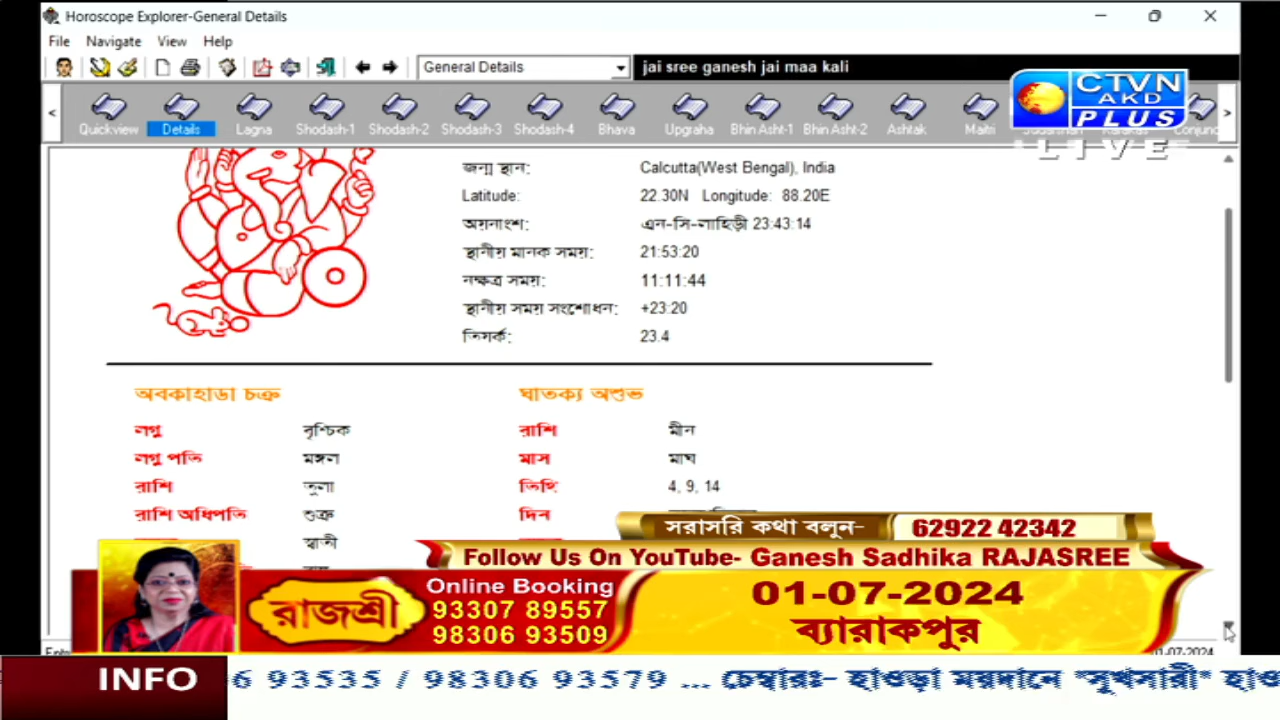 Horoscope Explorer-General Details
File Navigate View Help
General Details
jai sree ganesh jai maa kali
Quickview Details Lagna Shodash-1 Shodash-2 Shodash-3 Shodash-4 Bhava Upgraha Bhin Asht-1 Bhin Asht-2 Ashtak Maitri
CTVN
AKD
PLUS
LIVE
জন্ম স্থান: Calcutta(West Bengal), India
Latitude: 22.30N Longitude: 88.20E
অয়নাংশ: এন-সি-লাহিড়ী 23:43:14
স্থানীয় মানক সময়: 21:53:20
নক্ষত্র সময়: 11:11:44
স্থানীয় সময় সংশোধন: +23:20
তিসর্ক: 23.4
অবকাহাডা চক্র ঘাতক্য অশুভ
লগ্ন বৃশ্চিক রাশি মীন
লগ্ন পতি মঙ্গল মাস মাঘ
রাশি তুলা তিথি 4, 9, 14
রাশি অধিপতি শুক্র দিন
স্বাতী
সরাসরি কথা বলুন- 62922 42342
Follow Us On YouTube- Ganesh Sadhika RAJASREE
রাজশ্রী
Online Booking
93307 89557
98306 93509
01-07-2024
ব্যারাকপুর
01-07-2024
INFO 6 93535 / 98306 93579 ... চেম্বারঃ- হাওড়া ময়দানে "সুখসারী" হাও